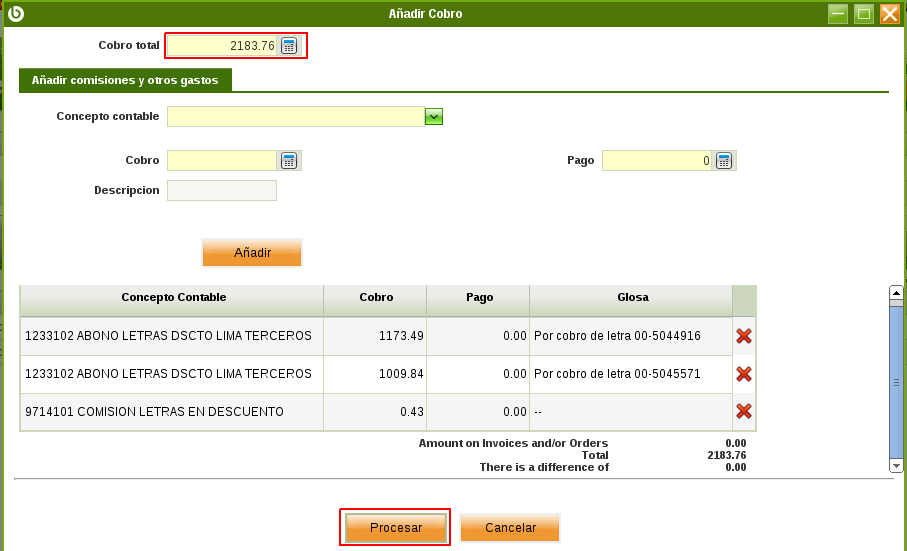 Añadir Cobro
Cobro total 2183.76
Añadir comisiones y otros gastos
Concepto contable
Cobro Pago 0
Descripcion
Añadir
Concepto Contable Cobro Pago Glosa
1233102 ABONO LETRAS DSCTO LIMA TERCEROS 1173.49 0.00 Por cobro de letra 00-5044916
1233102 ABONO LETRAS DSCTO LIMA TERCEROS 1009.84 0.00 Por cobro de letra 00-5045571
9714101 COMISION LETRAS EN DESCUENTO 0.43 0.00 --
Amount on Invoices and/or Orders 0.00
Total 2183.76
There is a difference of 0.00
Procesar Cancelar